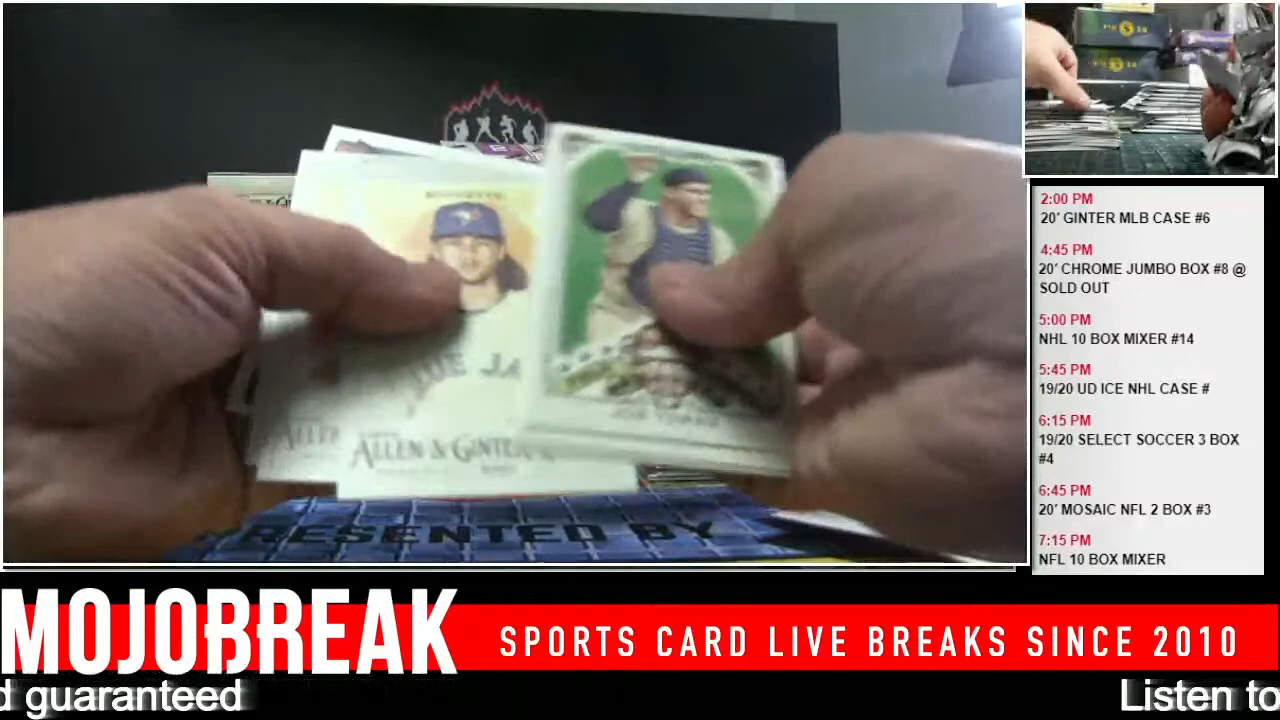 2:00 PM
20' GINTER MLB CASE #6
4:45 PM
20' CHROME JUMBO BOX #8 @
SOLD OUT
5:00 PM
NHL 10 BOX MIXER #14
5:45 PM
19/20 UD ICE NHL CASE #
6:15 PM
19/20 SELECT SOCCER 3 BOX
#4
6:45 PM
20' MOSAIC NFL 2 BOX #3
7:15 PM
NFL 10 BOX MIXER
ALLEN & GINTER
ALLEN
PRESENTED BY
MOJOBREAK
SPORTS CARD LIVE BREAKS SINCE 2010
d guaranteed
Listen to